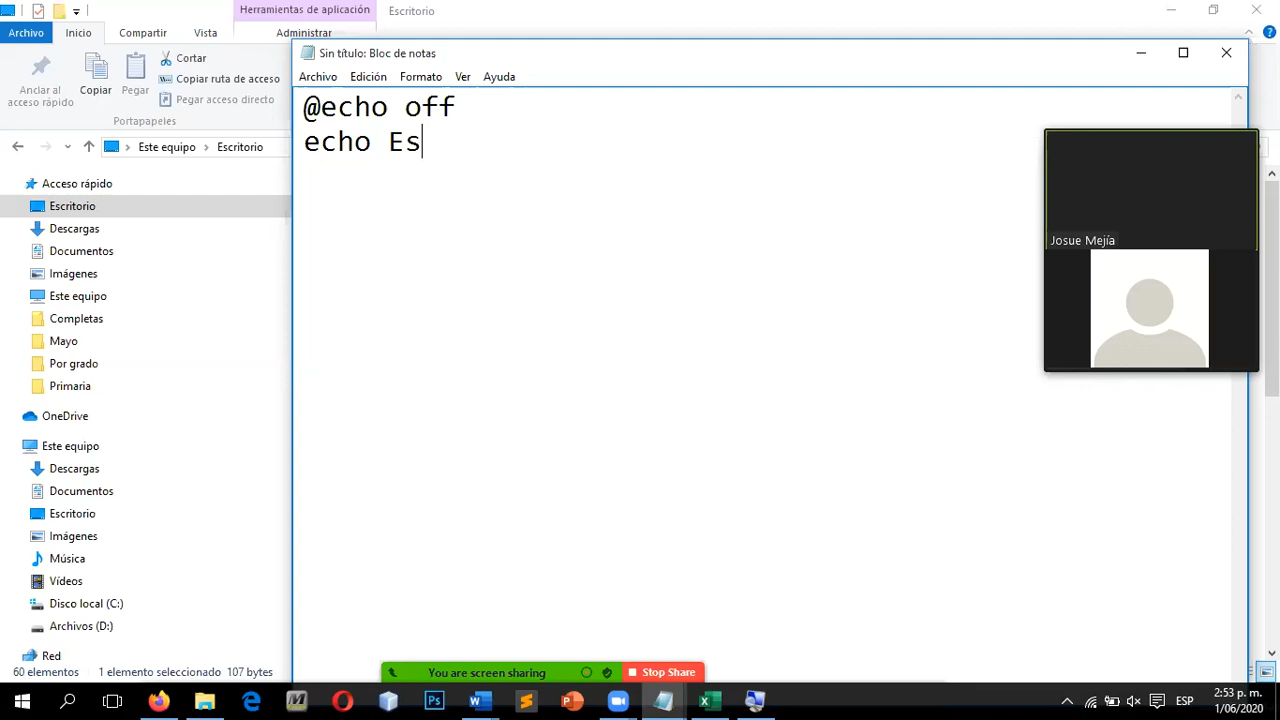 Herramientas de aplicación
Escritorio
Archivo
Inicio
Compartir
Vista
Administrar
Anclar al acceso rápido
Copiar
Pegar
Cortar
Copiar ruta de acceso
Pegar acceso directo
Portapapeles
Este equipo
Escritorio
Acceso rápido
Escritorio
Descargas
Documentos
Imágenes
Este equipo
Completas
Mayo
Por grado
Primaria
OneDrive
Este equipo
Descargas
Documentos
Escritorio
Imágenes
Música
Vídeos
Disco local (C:)
Archivos (D:)
Red
60 elementos
1 elemento seleccionado 107 bytes
Sin título: Bloc de notas
Archivo
Edición
Formato
Ver
Ayuda
@echo off
echo Es
Josue Mejía
You are screen sharing
Stop Share
ESP
2:53 p. m.
1/06/2020